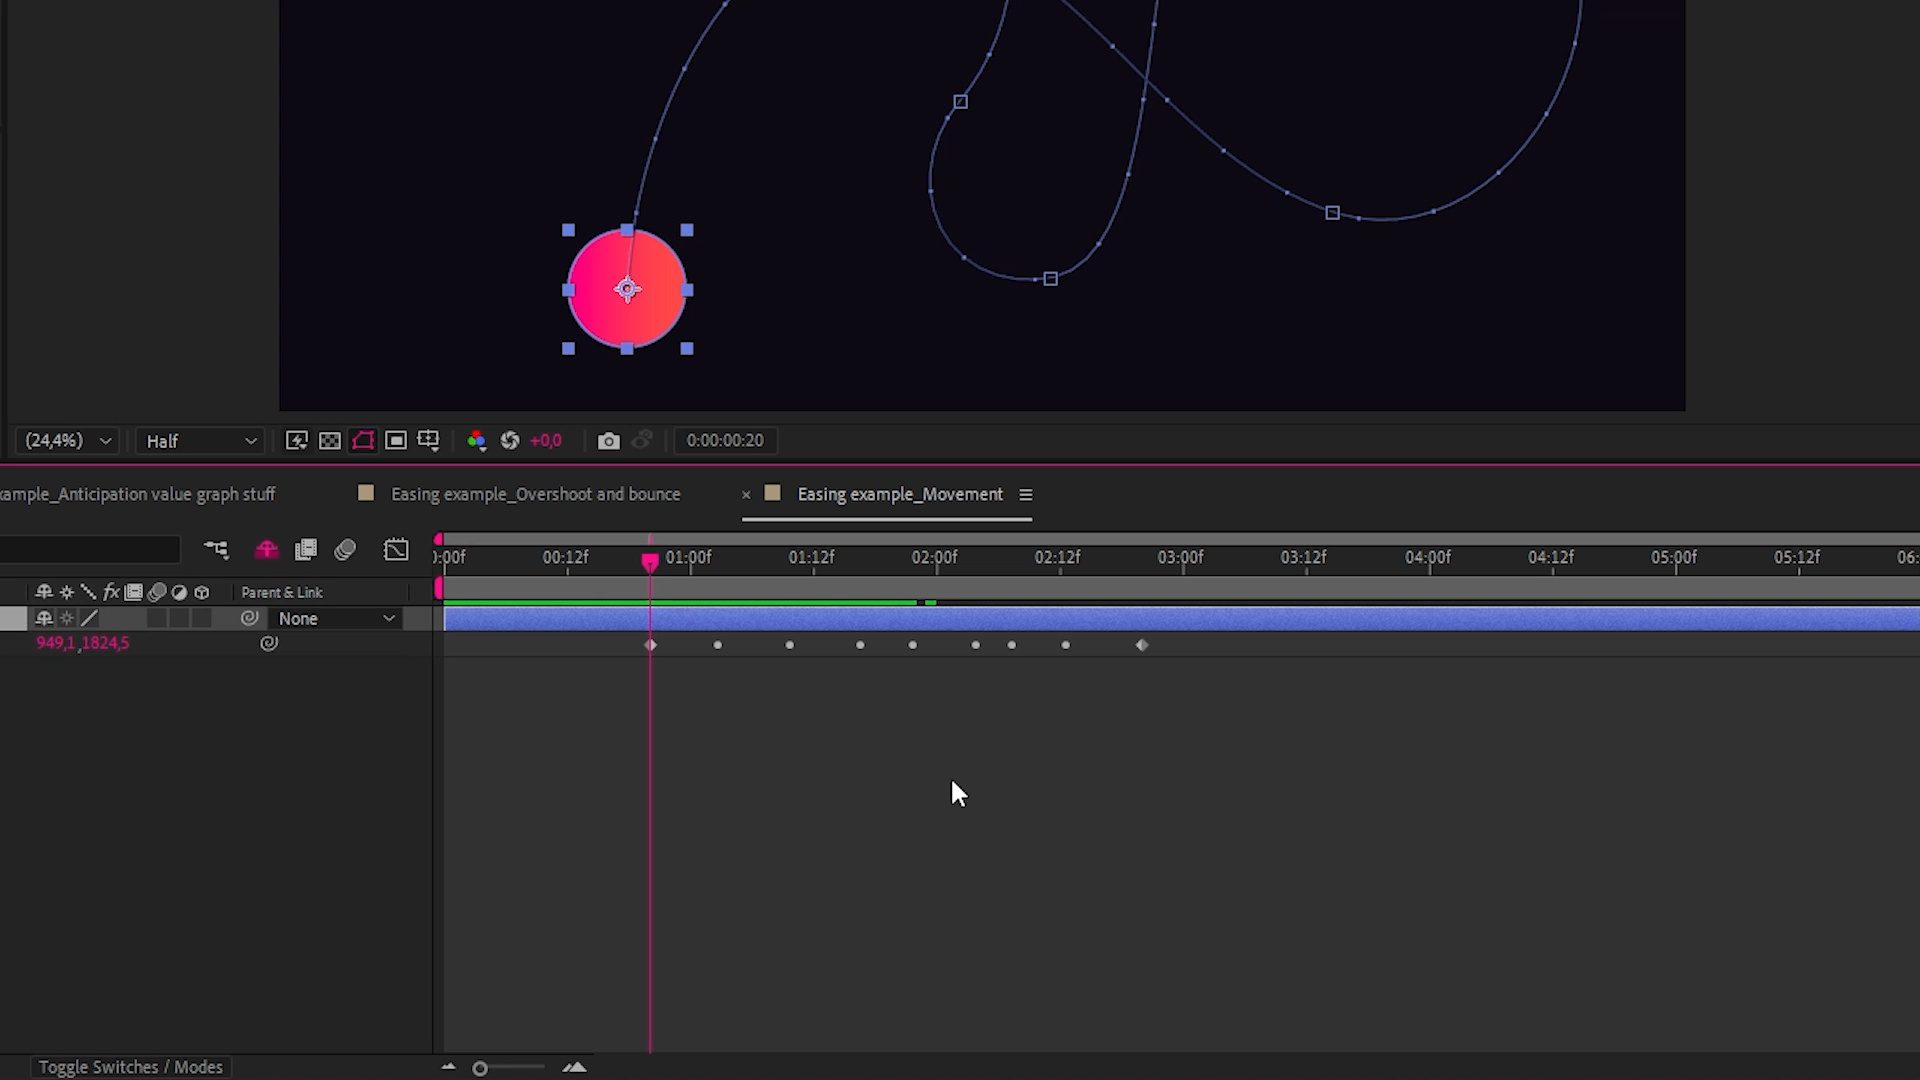 (24,4%)
Half
+0,0
0:00:00:20
xample_Anticipation value graph stuff
Easing example_Overshoot and bounce
× Easing example_Movement
):00f 00:12f 01:00f 01:12f 02:00f 02:12f 03:00f 03:12f 04:00f 04:12f 05:00f 05:12f 06:
fx Parent & Link
None
949,1,1824,5
Toggle Switches / Modes